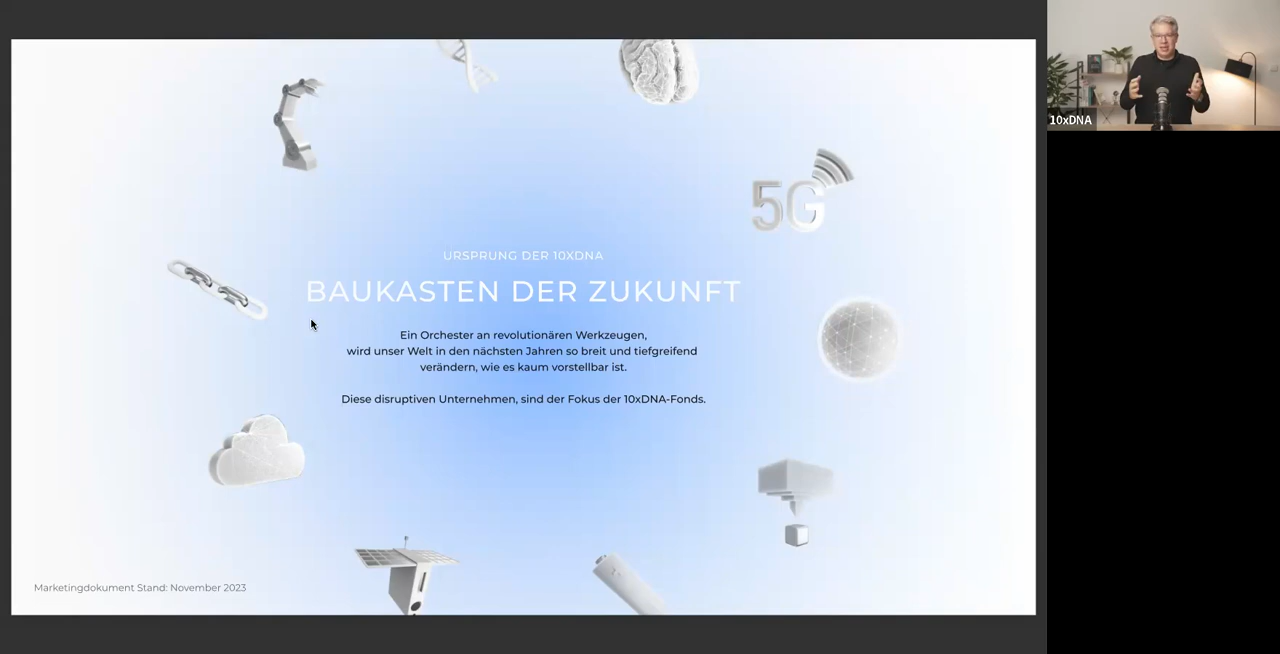 5G
URSPRUNG DER 10XDNA
BAUKASTEN DER ZUKUNFT
Ein Orchester an revolutionären Werkzeugen,
wird unser Welt in den nächsten Jahren so breit und tiefgreifend
verändern, wie es kaum vorstellbar ist.
Diese disruptiven Unternehmen, sind der Fokus der 10xDNA-Fonds.
Marketingdokument Stand: November 2023
10xDNA